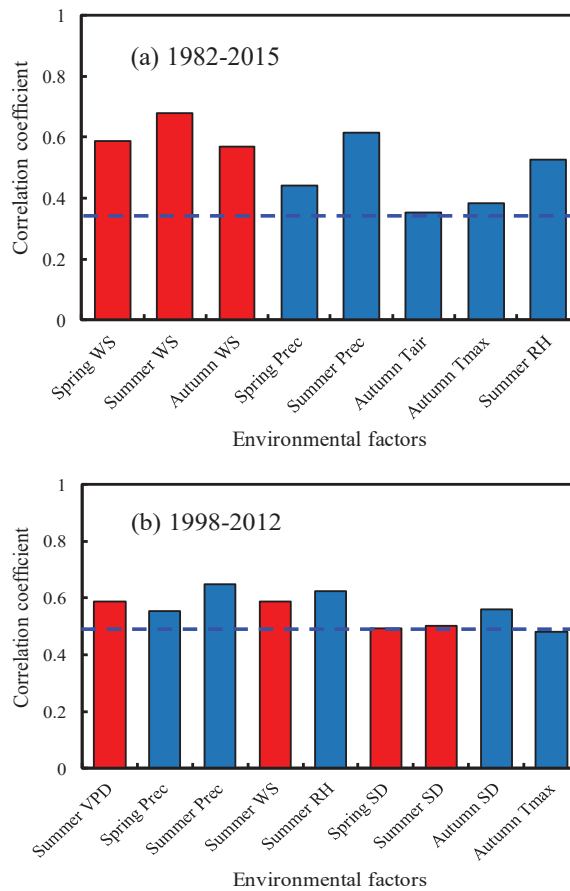 1
(a) 1982-2015
0.8
0.6
0.4
0.2
0
Correlation coefficient
Spring WS
Summer WS
Autumn WS
Spring Prec
Summer Prec
Autumn Tair
Autumn Tmax
Summer RH
Environmental factors
1
(b) 1998-2012
0.8
0.6
0.4
0.2
0
Correlation coefficient
Summer VPD
Spring Prec
Summer Prec
Summer WS
Summer RH
Spring SD
Summer SD
Autumn SD
Autumn Tmax
Environmental factors